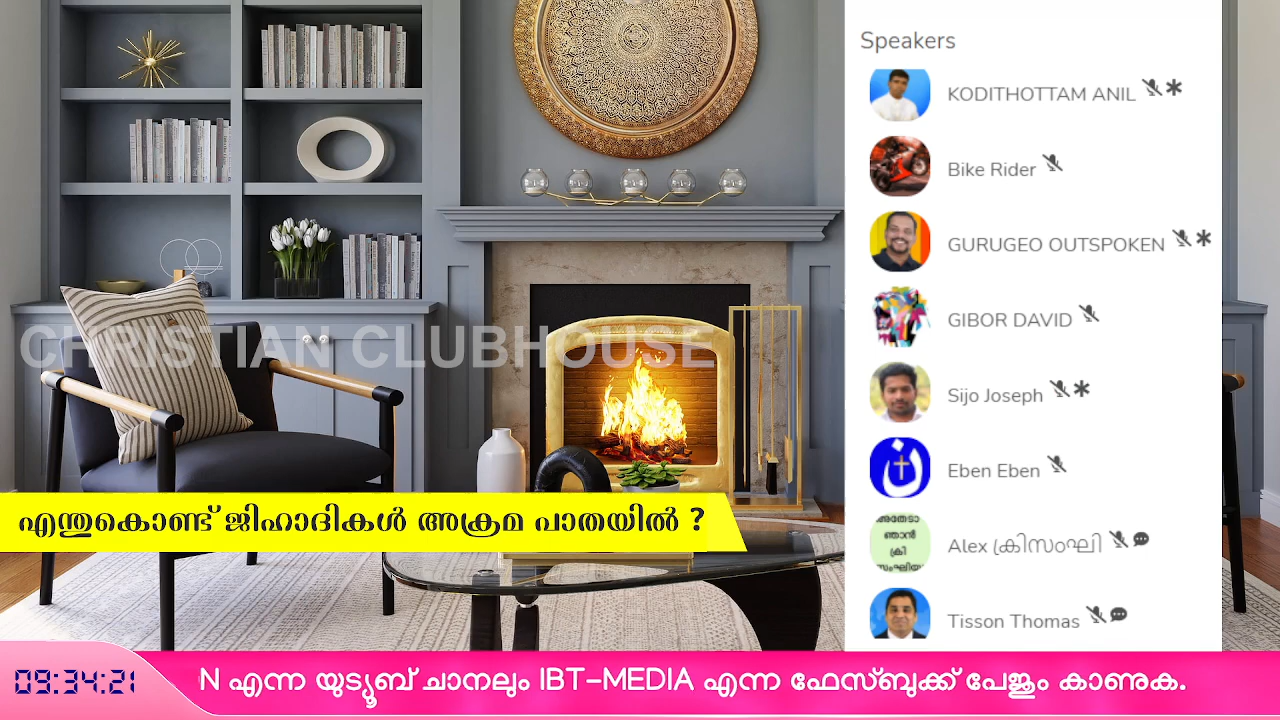 Speakers
KODITHOTTAM ANIL
Bike Rider
GURUGEO OUTSPOKEN
GIBOR DAVID
Sijo Joseph
Eben Eben
അതേടാ
ഞാൻ
ക്രി
Alex ക്രിസംഘി
Tisson Thomas
CHRISTIAN CLUBHOUSE
എന്തുകൊണ്ട് ജിഹാദികൾ അക്രമ പാതയിൽ ?
09:34:21
N എന്ന യുട്യൂബ് ചാനലും IBT-MEDIA എന്ന ഫേസ്ബുക്ക് പേജും കാണുക.